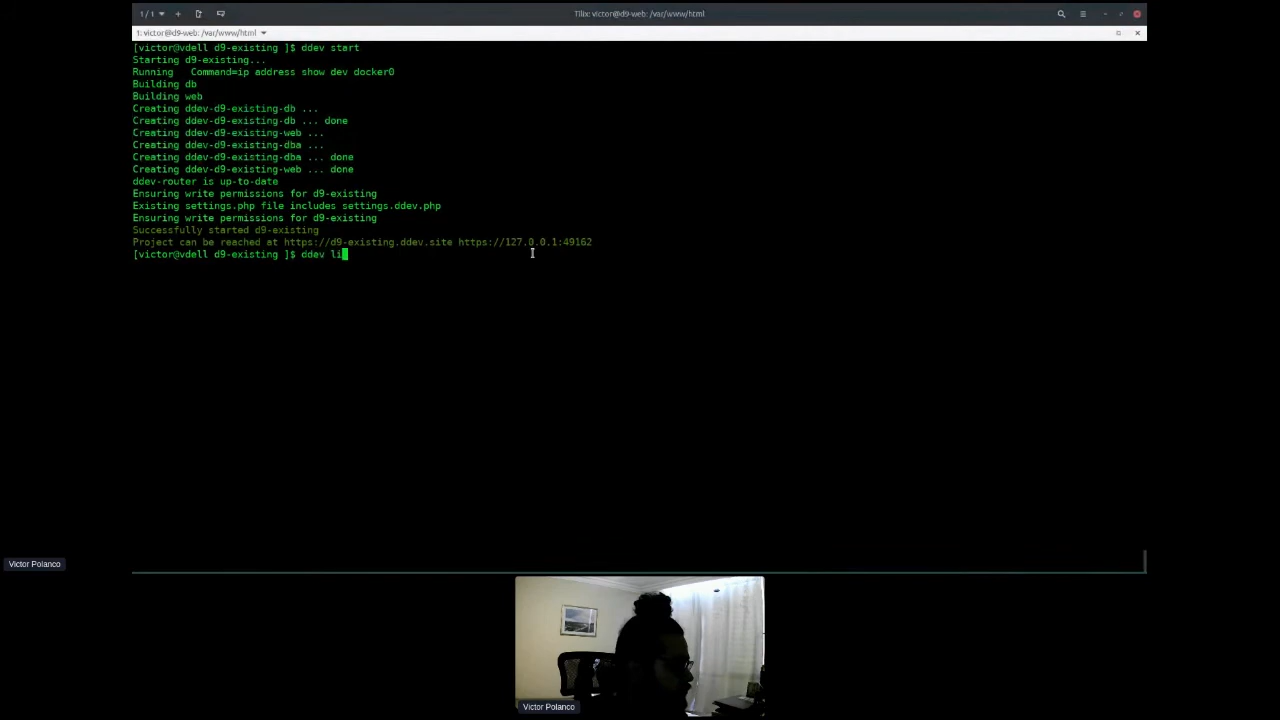 1 / 1
Tilix: victor@d9-web: /var/www/html
1: victor@d9-web: /var/www/html
[victor@vdell d9-existing ]$ ddev start
Starting d9-existing...
Running   Command=ip address show dev docker0
Building db
Building web
Creating ddev-d9-existing-db ...
Creating ddev-d9-existing-db ... done
Creating ddev-d9-existing-web ...
Creating ddev-d9-existing-dba ...
Creating ddev-d9-existing-dba ... done
Creating ddev-d9-existing-web ... done
ddev-router is up-to-date
Ensuring write permissions for d9-existing
Existing settings.php file includes settings.ddev.php
Ensuring write permissions for d9-existing
Successfully started d9-existing
Project can be reached at https://d9-existing.ddev.site https://127.0.0.1:49162
[victor@vdell d9-existing ]$ ddev li
Victor Polanco
Victor Polanco